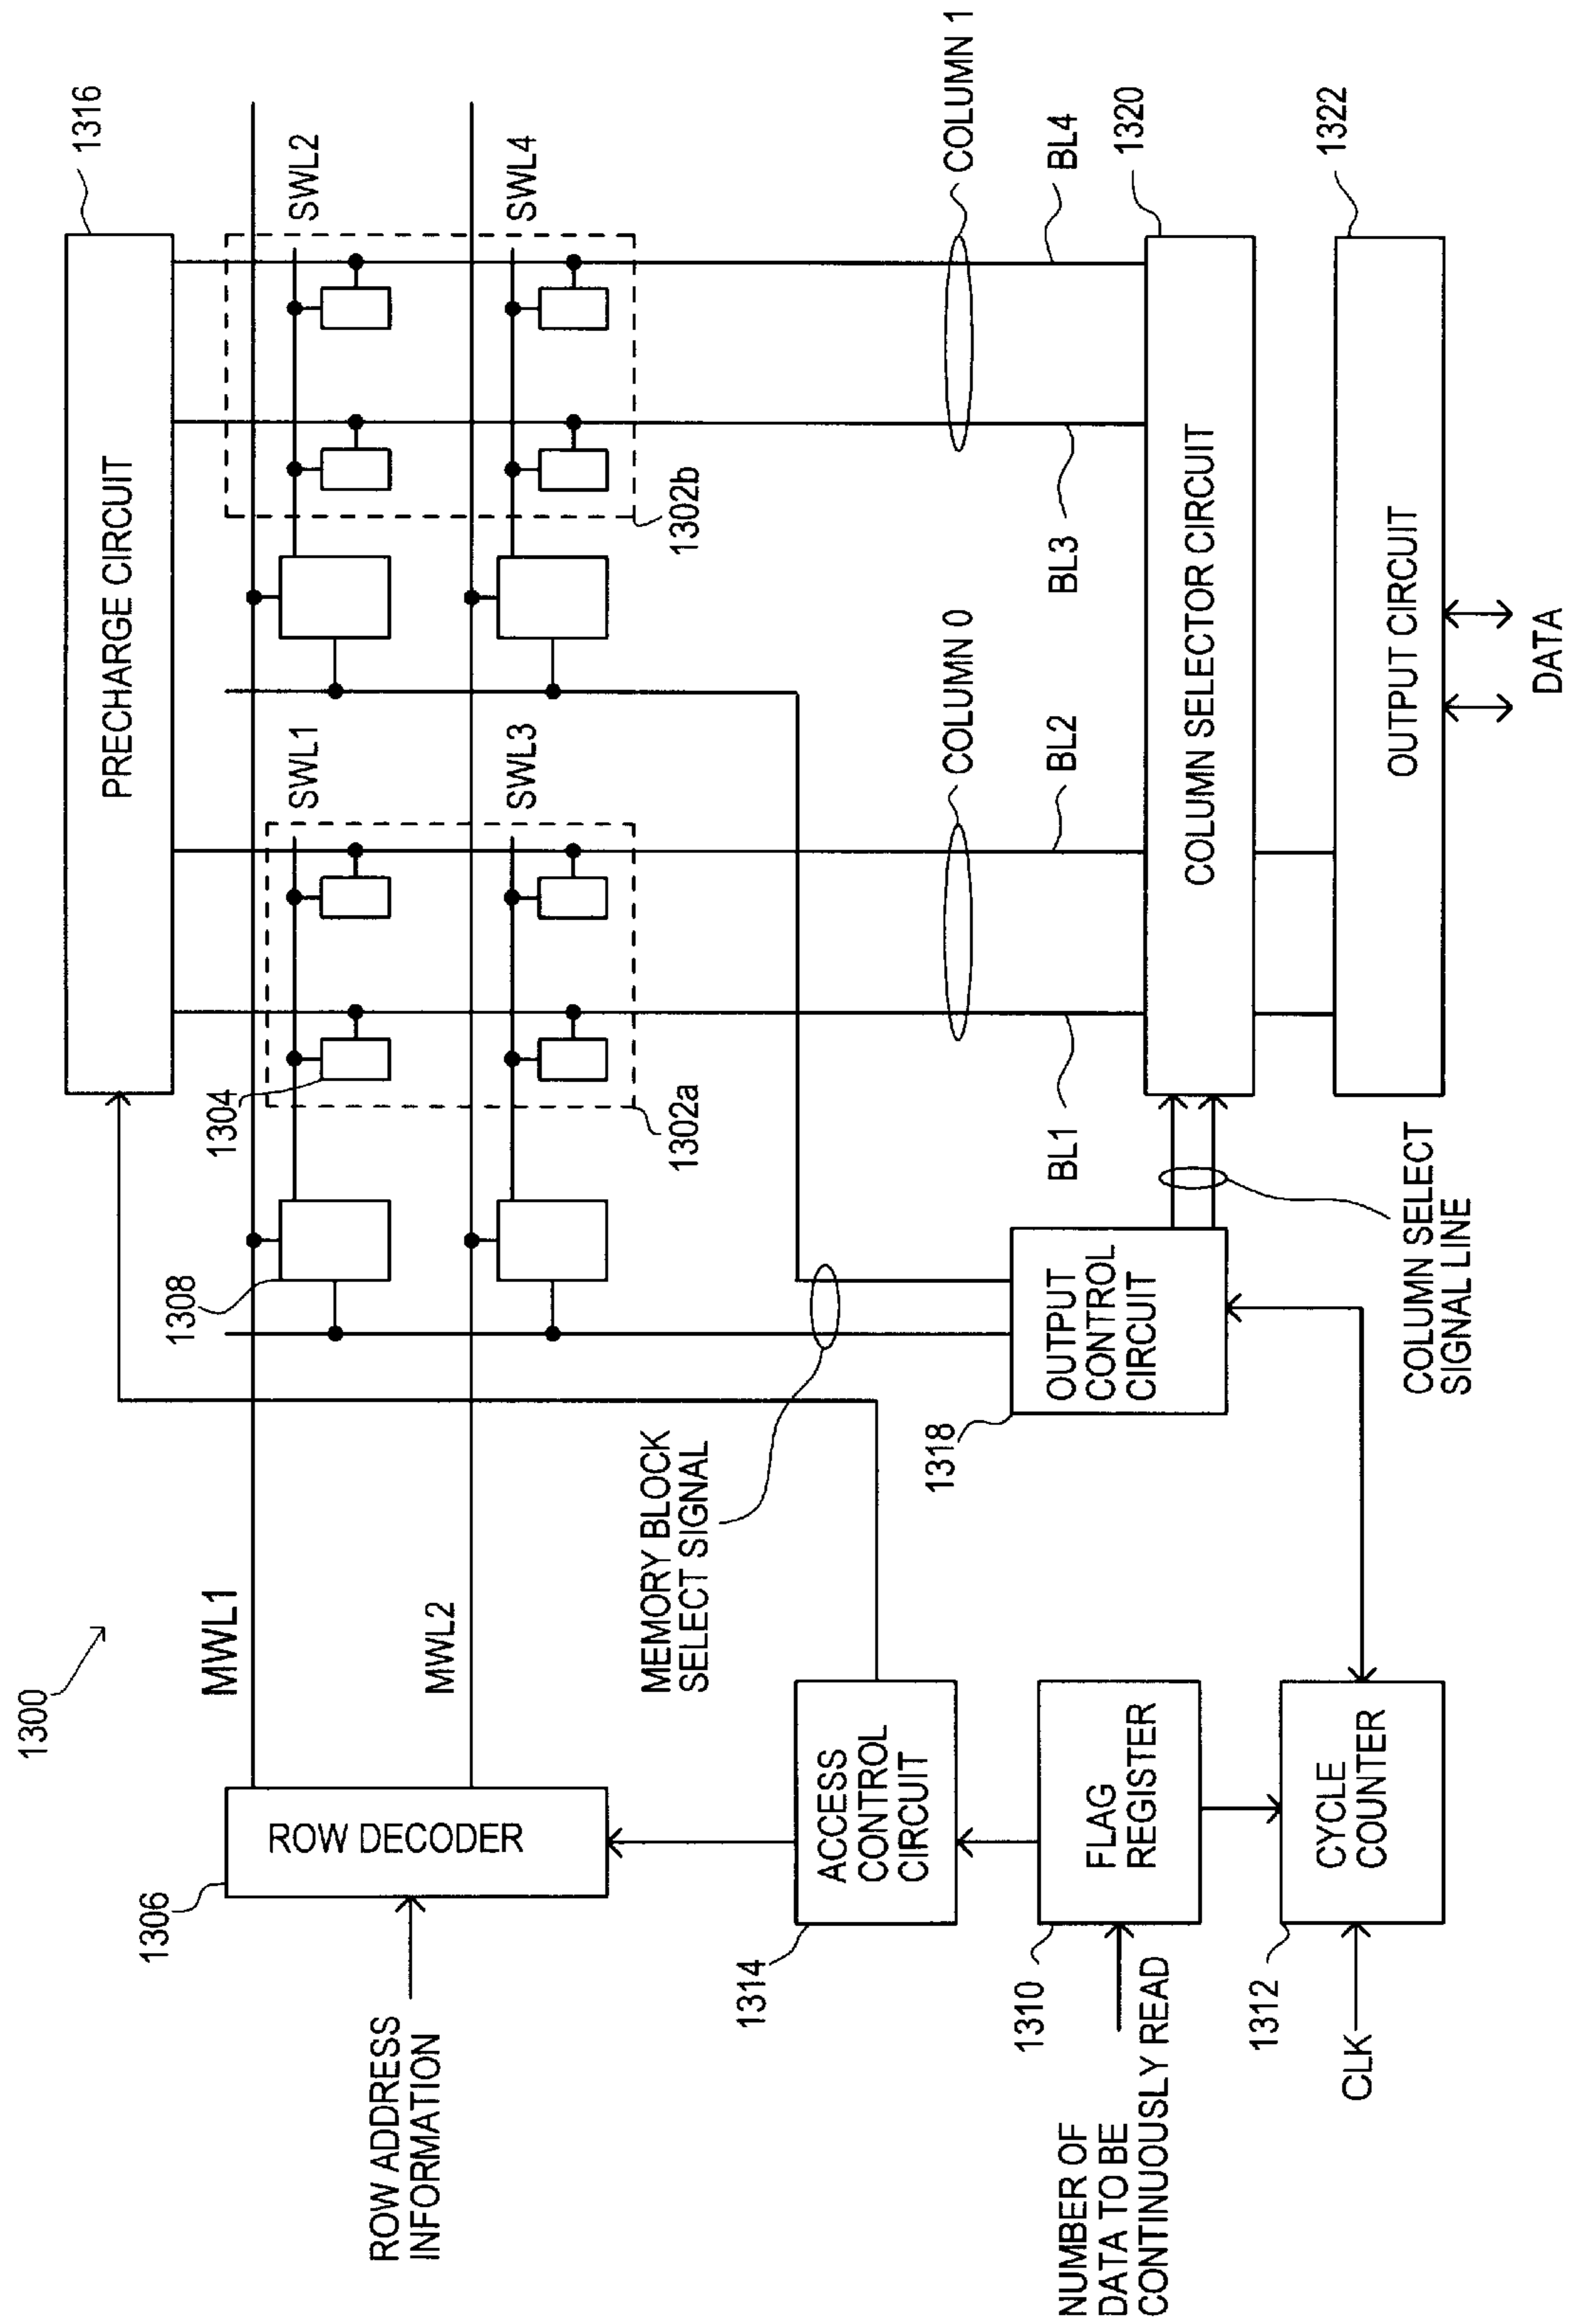 1300
1316
PRECHARGE CIRCUIT
MWL1
MWL2
SWL1
SWL2
SWL3
SWL4
1304
1308
1302a
1302b
1306
ROW DECODER
ROW ADDRESS
INFORMATION
MEMORY BLOCK
SELECT SIGNAL
COLUMN 0
COLUMN 1
BL1
BL2
BL3
BL4
1314
ACCESS
CONTROL
CIRCUIT
1318
OUTPUT
CONTROL
CIRCUIT
1320
COLUMN SELECTOR CIRCUIT
1310
FLAG
REGISTER
NUMBER OF
DATA TO BE
CONTINUOUSLY READ
1312
CYCLE
COUNTER
CLK
COLUMN SELECT
SIGNAL LINE
1322
OUTPUT CIRCUIT
DATA